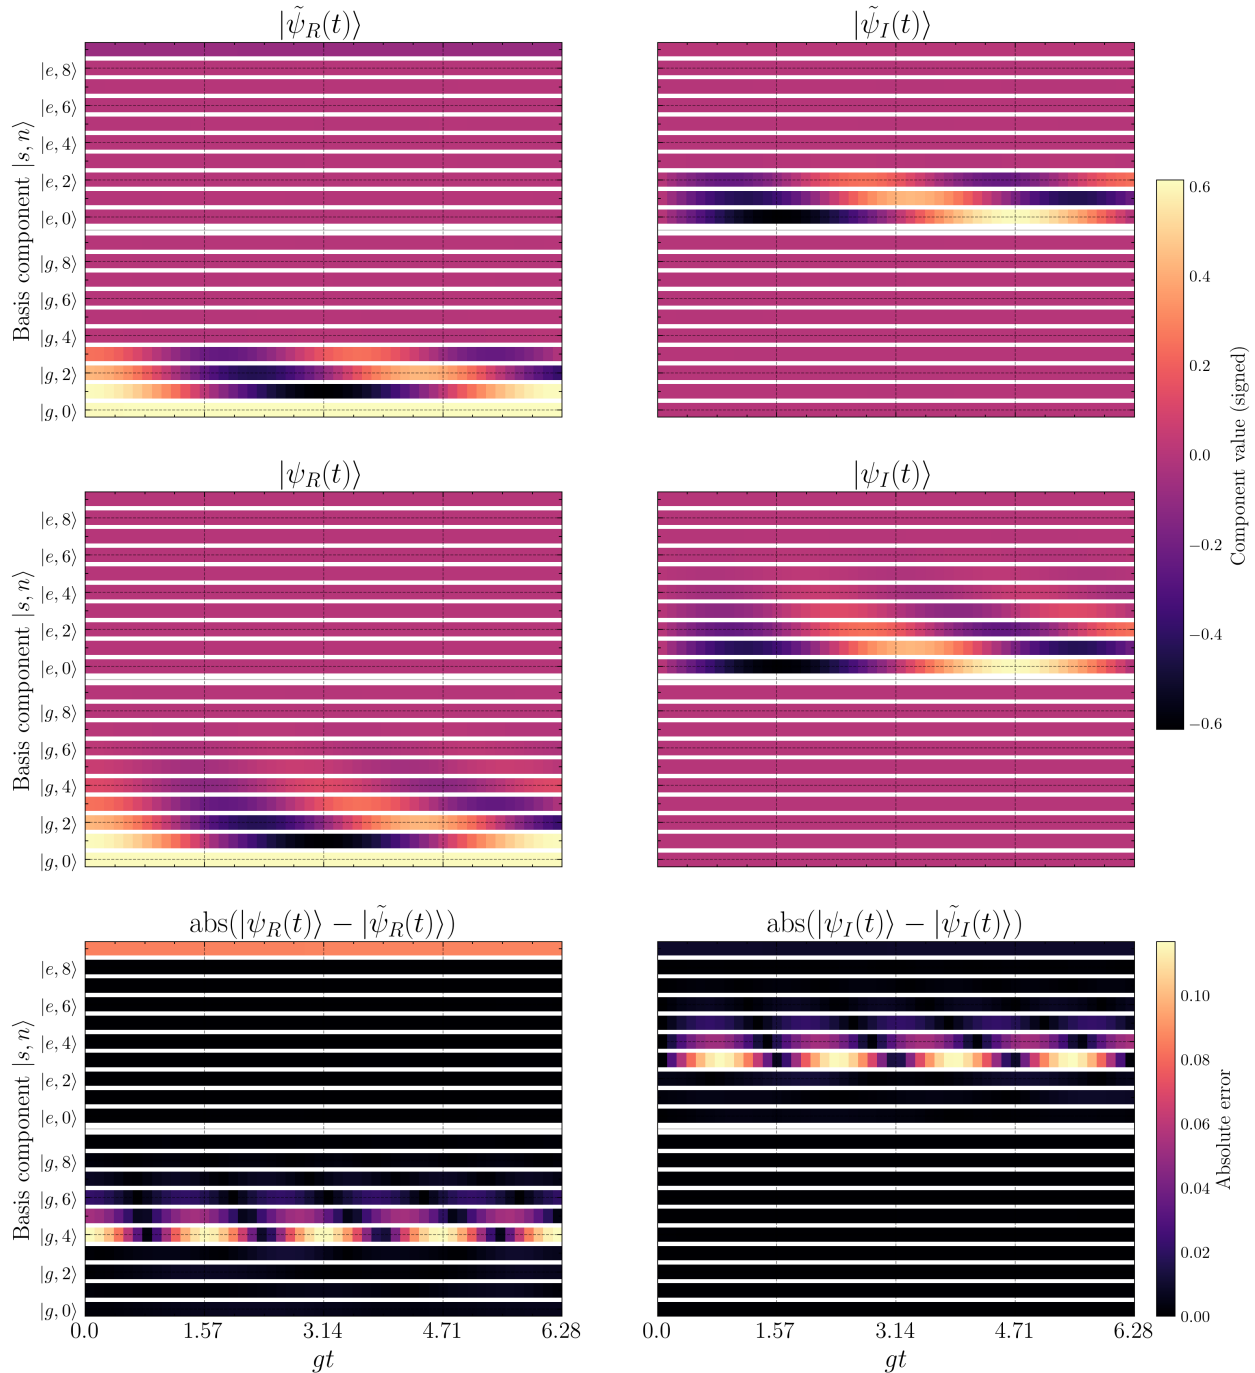 |ψ̃_R(t)⟩
|ψ̃_I(t)⟩
Basis component |s, n⟩
|e, 8⟩
|e, 6⟩
|e, 4⟩
|e, 2⟩
|e, 0⟩
|g, 8⟩
|g, 6⟩
|g, 4⟩
|g, 2⟩
|g, 0⟩
|ψ_R(t)⟩
|ψ_I(t)⟩
Basis component |s, n⟩
|e, 8⟩
|e, 6⟩
|e, 4⟩
|e, 2⟩
|e, 0⟩
|g, 8⟩
|g, 6⟩
|g, 4⟩
|g, 2⟩
|g, 0⟩
0.6
0.4
0.2
0.0
−0.2
−0.4
−0.6
Component value (signed)
abs(|ψ_R(t)⟩ − |ψ̃_R(t)⟩)
abs(|ψ_I(t)⟩ − |ψ̃_I(t)⟩)
Basis component |s, n⟩
|e, 8⟩
|e, 6⟩
|e, 4⟩
|e, 2⟩
|e, 0⟩
|g, 8⟩
|g, 6⟩
|g, 4⟩
|g, 2⟩
|g, 0⟩
0.0 1.57 3.14 4.71 6.28
gt
0.0 1.57 3.14 4.71 6.28
gt
0.10
0.08
0.06
0.04
0.02
0.00
Absolute error